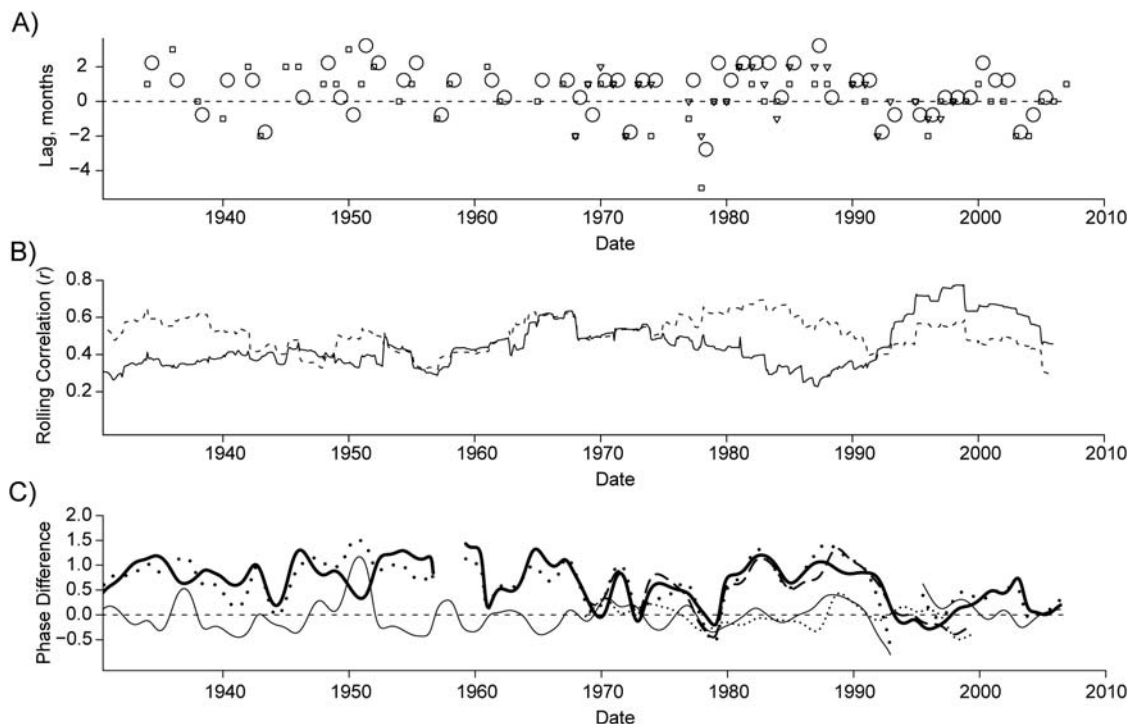 A)
Lag, months
2
0
−2
−4
1940 1950 1960 1970 1980 1990 2000 2010
Date
B)
Rolling Correlation (r)
0.8
0.6
0.4
0.2
1940 1950 1960 1970 1980 1990 2000 2010
Date
C)
Phase Difference
2.0
1.5
1.0
0.5
0.0
−0.5
1940 1950 1960 1970 1980 1990 2000 2010
Date